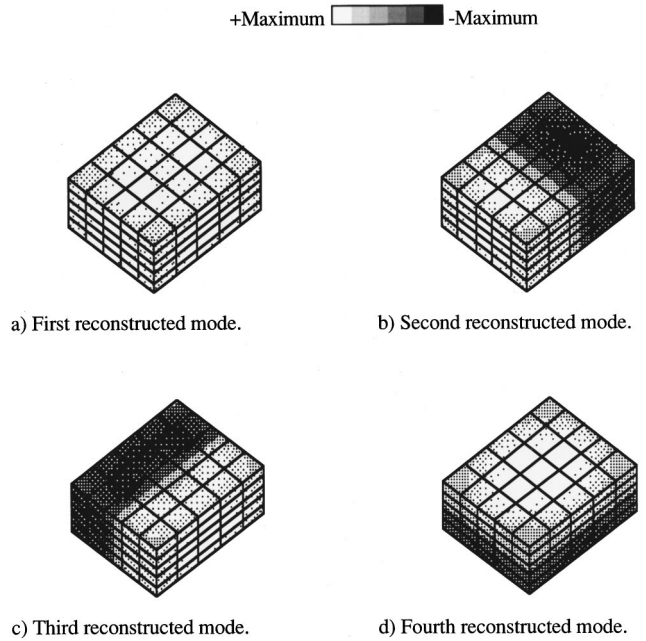 +Maximum -Maximum
a) First reconstructed mode.
b) Second reconstructed mode.
c) Third reconstructed mode.
d) Fourth reconstructed mode.